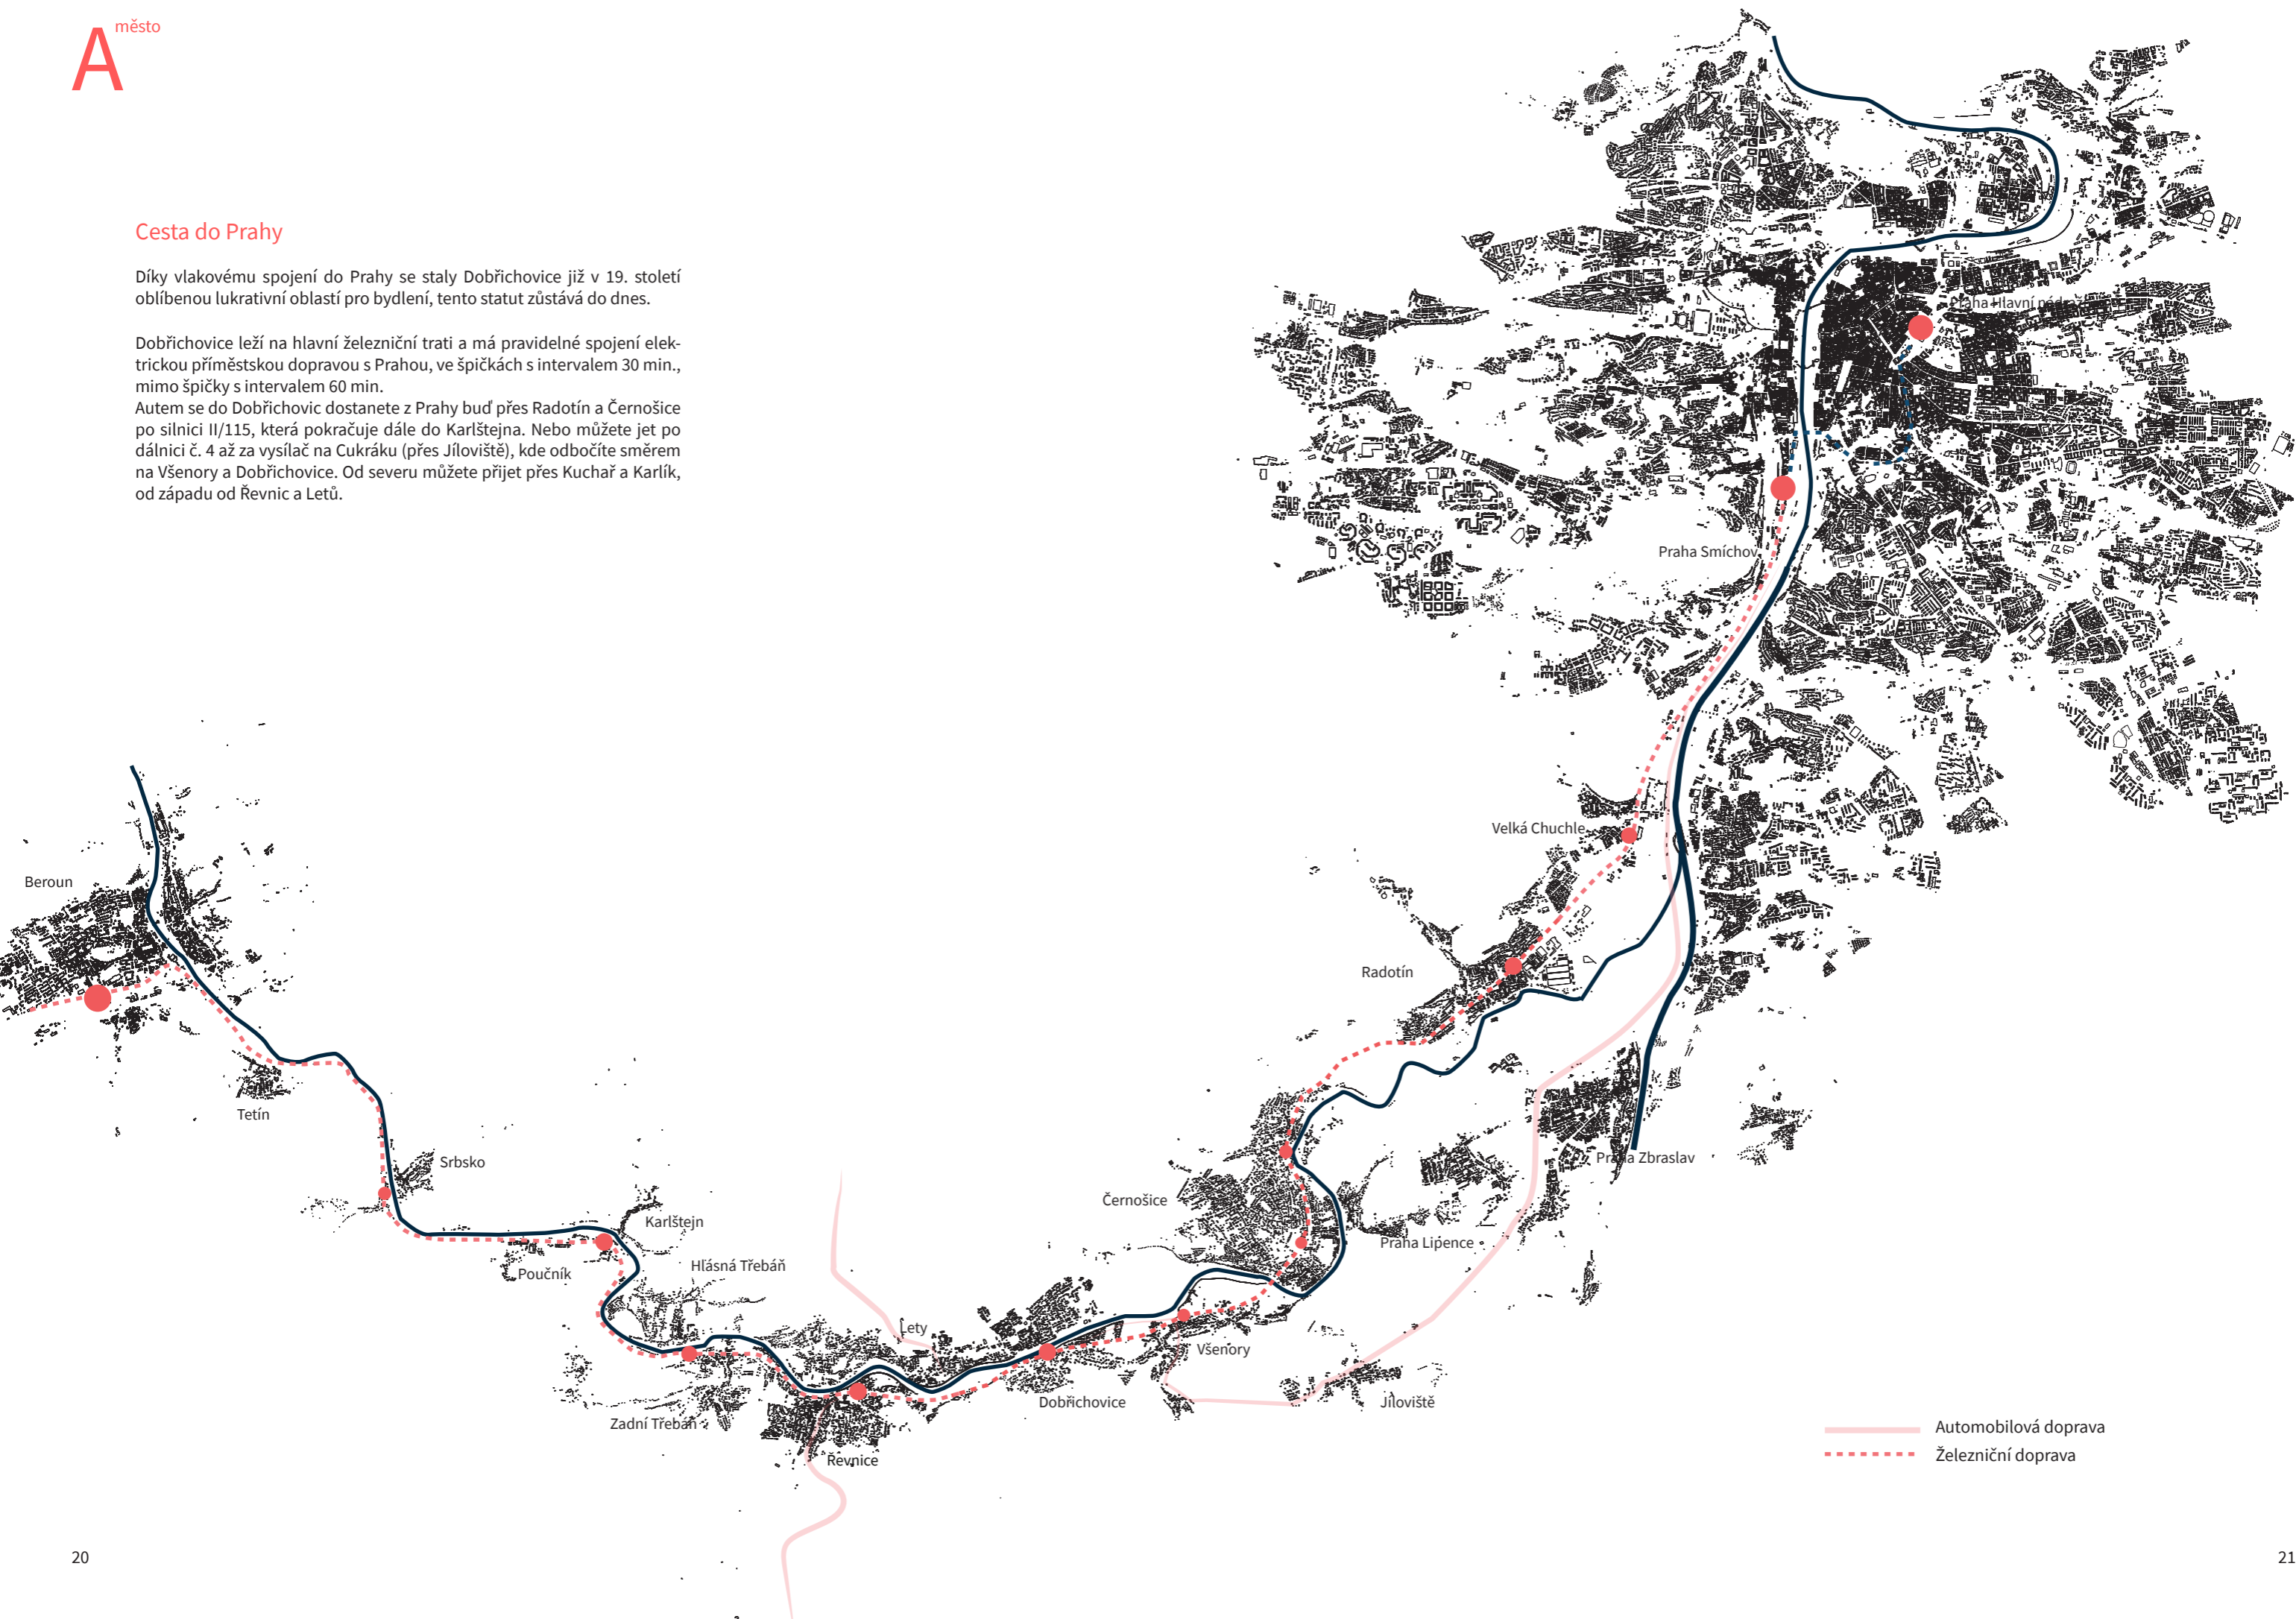 A město
Cesta do Prahy
Díky vlakovému spojení do Prahy se staly Dobřichovice již v 19. století
oblíbenou lukrativní oblastí pro bydlení, tento statut zůstává do dnes.
Dobřichovice leží na hlavní železniční trati a má pravidelné spojení elek-
trickou příměstskou dopravou s Prahou, ve špičkách s intervalem 30 min.,
mimo špičky s intervalem 60 min.
Autem se do Dobřichovic dostanete z Prahy buď přes Radotín a Černošice
po silnici II/115, která pokračuje dále do Karlštejna. Nebo můžete jet po
dálnici č. 4 až za vysílač na Cukráku (přes Jíloviště), kde odbočíte směrem
na Všenory a Dobřichovice. Od severu můžete přijet přes Kuchař a Karlík,
od západu od Řevnic a Letů.
Praha Hlavní
Praha Smíchov
Velká Chuchle
Beroun
Radotín
Tetín
Praha Zbraslav
Srbsko
Černošice
Karlštejn
Praha Lipence
Hlásná Třebáň
Poučník
Lety
Všenory
Dobřichovice
Jíloviště
Zadní Třebáň
Řevnice
Automobilová doprava
Železniční doprava
20
21